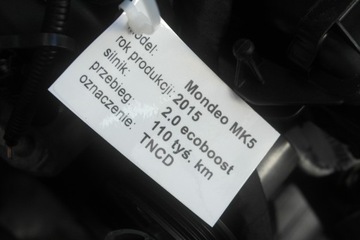 Model: Mondeo MK5
rok produkcji: 2015
silnik: 2.0 ecoboost
przebieg: 110 tyś. km
oznaczenie: TNCD